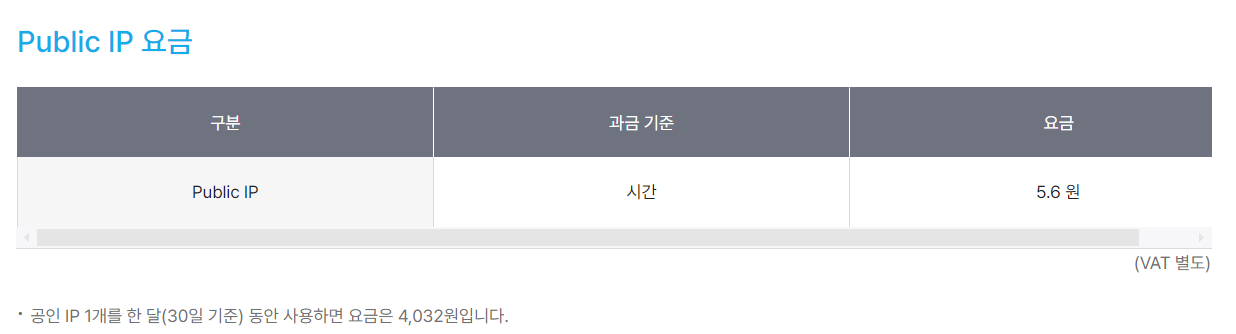 Public IP 요금
구분 과금 기준 요금
Public IP 시간 5.6 원
(VAT 별도)
· 공인 IP 1개를 한 달(30일 기준) 동안 사용하면 요금은 4,032원입니다.